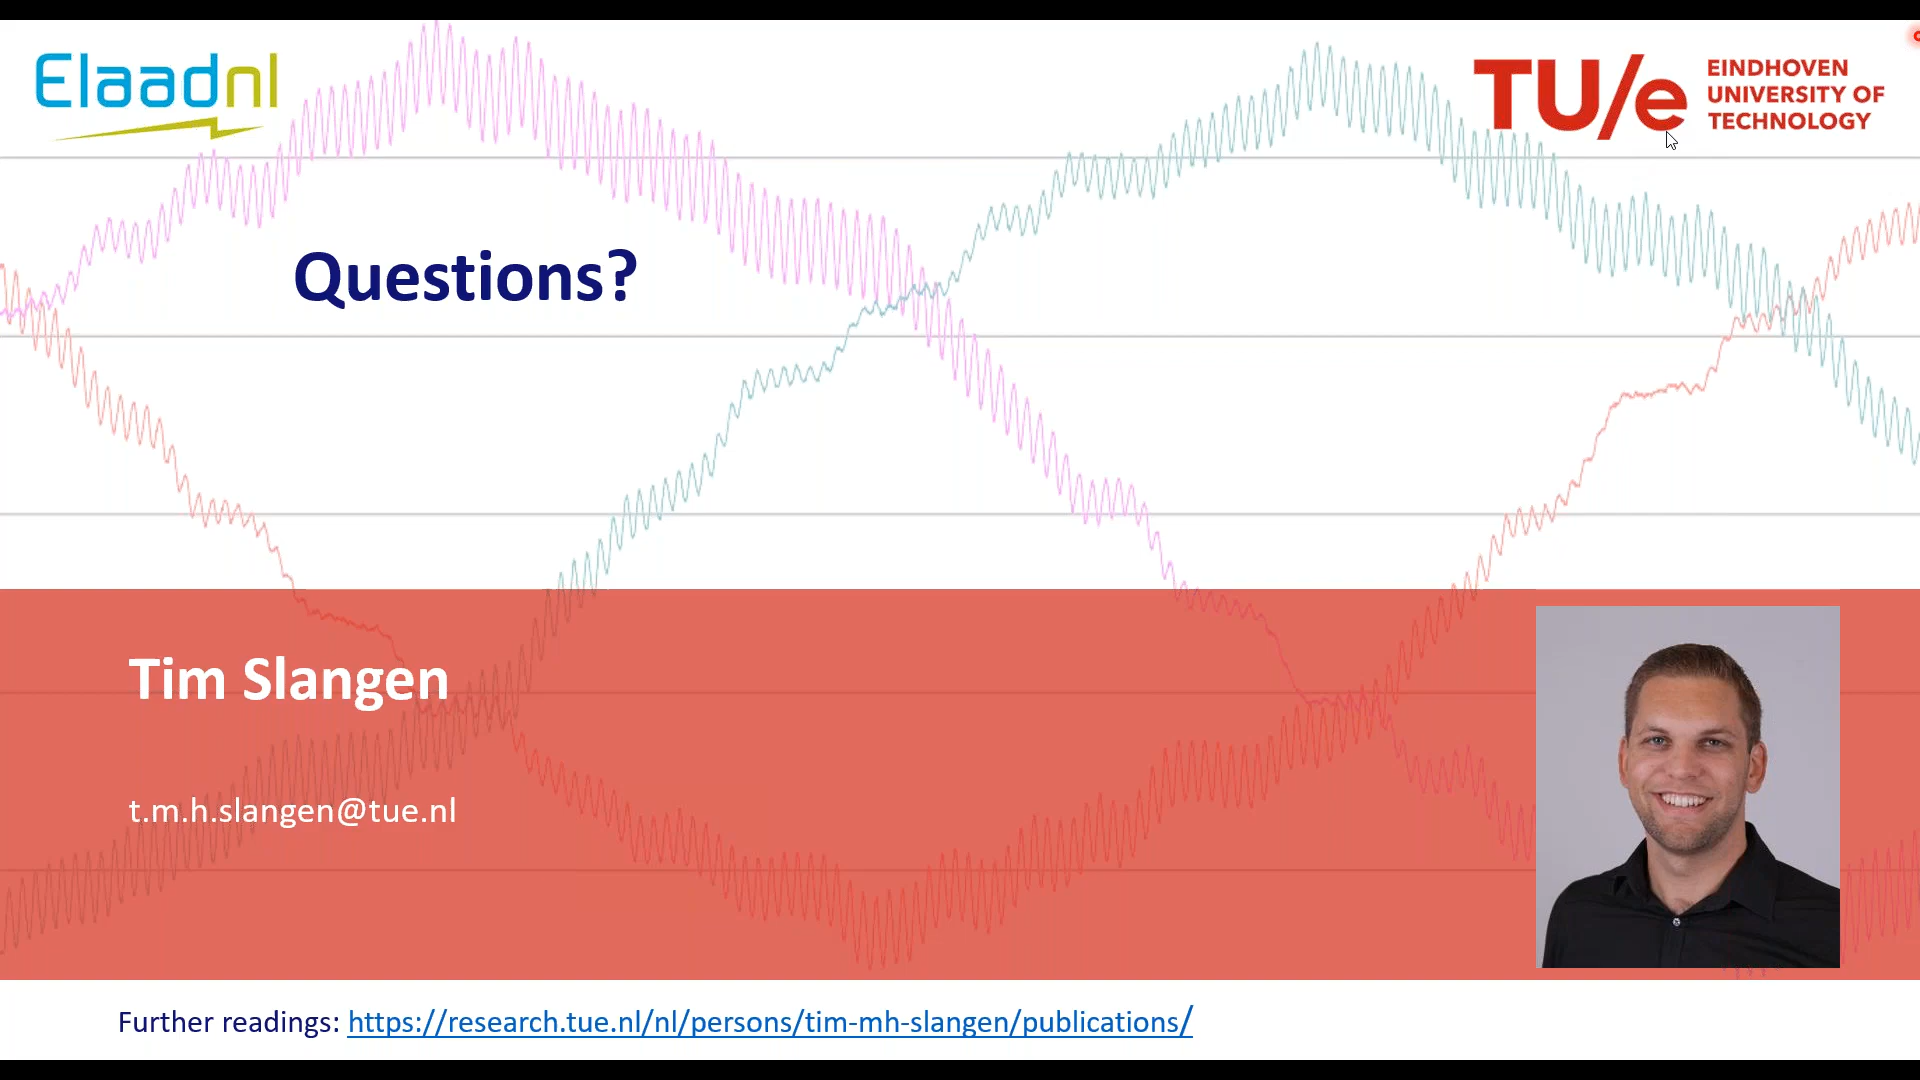 Elaadnl
TU/e
EINDHOVEN
UNIVERSITY OF
TECHNOLOGY
Questions?
Tim Slangen
t.m.h.slangen@tue.nl
Further readings: https://research.tue.nl/nl/persons/tim-mh-slangen/publications/